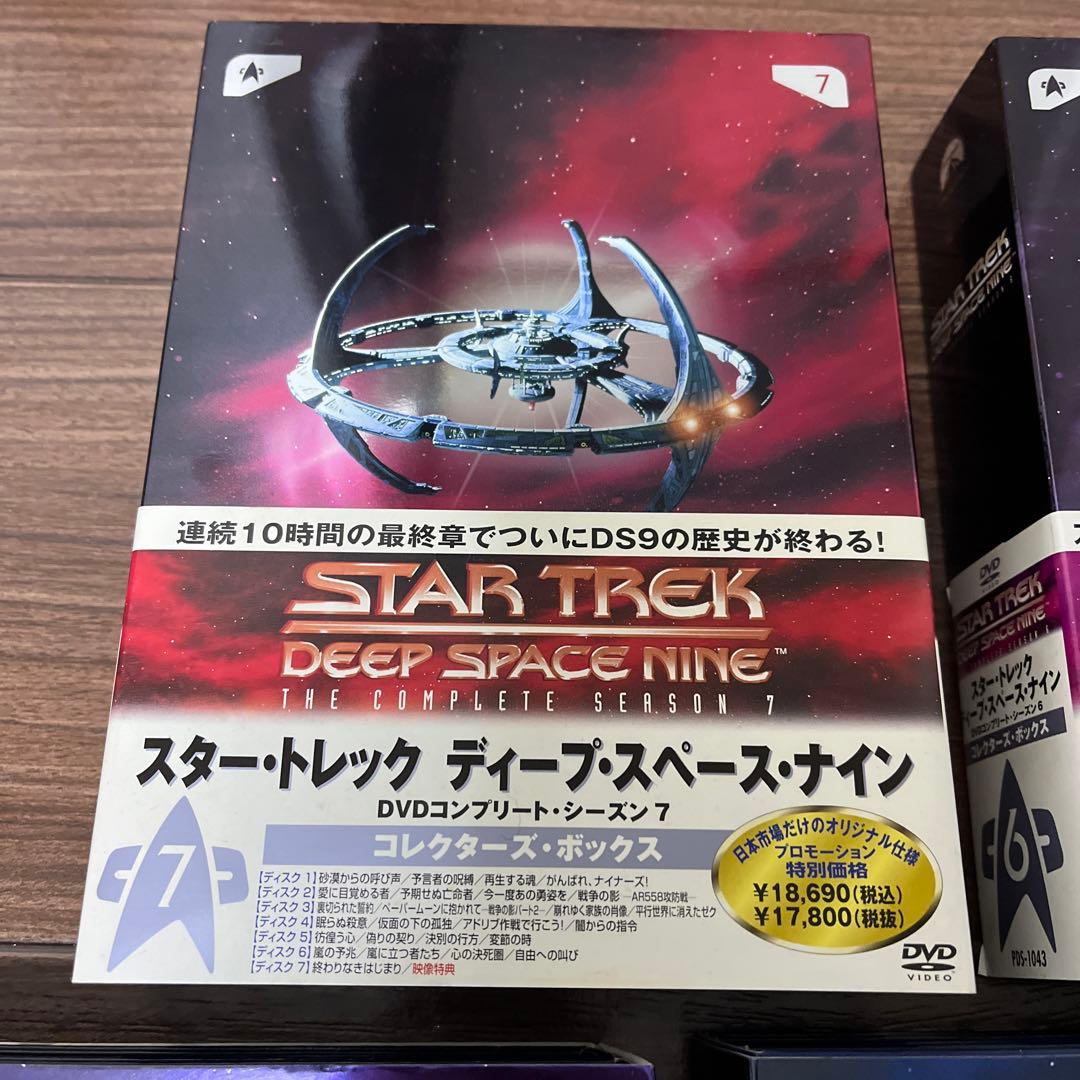 7
連続10時間の最終章でついにDS9の歴史が終わる!
STAR TREK
DEEP SPACE NINE™
THE COMPLETE SEASON 7
スター・トレック ディープ・スペース・ナイン
DVDコンプリート・シーズン 7
コレクターズ・ボックス
7
【ディスク 1】砂漠からの呼び声/予言者の呪縛/再生する魂/がんばれ、ナイナーズ!
【ディスク 2】愛に目覚める者/予期せぬ亡命者/今一度あの勇姿を/戦争の影 ―AR558攻防戦―
【ディスク 3】裏切られた誓約/ペーパームーンに抱かれて―戦争の影パート2―/崩れゆく家族の肖像/平行世界に消えたゼク
【ディスク 4】眠らぬ殺意/仮面の下の孤独/アドリブ作戦で行こう!/闇からの指令
【ディスク 5】彷徨う心/偽りの契り/決別の行方/変節の時
【ディスク 6】嵐の予兆/嵐に立つ者たち/心の決死圏/自由への叫び
【ディスク 7】終わりなきはじまり/映像特典
日本市場だけのオリジナル仕様
プロモーション
特別価格
¥18,690(税込)
¥17,800(税抜)
DVD
VIDEO
STAR TREK
DEEP SPACE NINE
DVD
VIDEO
STAR TREK
DEEP SPACE NINE
COMPLETE SEASON 6
スター・トレック
ディープ・スペース・ナイン
DVDコンプリート・シーズン 6
コレクターズ・ボックス
6
PDS-1043